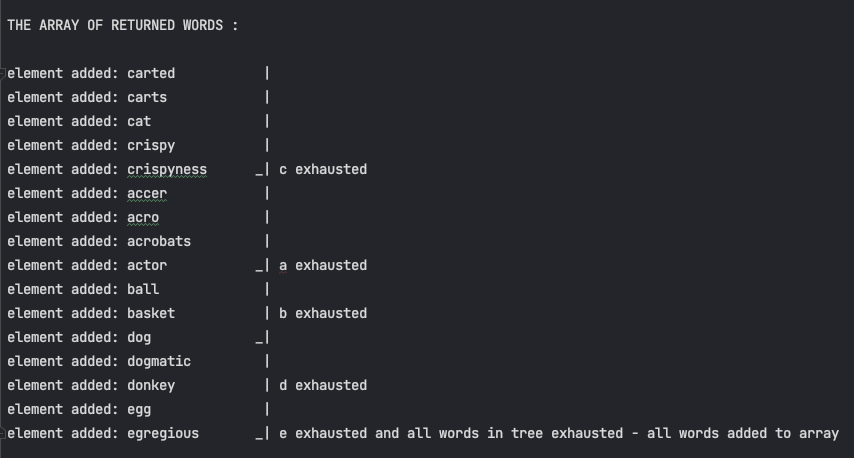 THE ARRAY OF RETURNED WORDS :
element added: carted           |
element added: carts            |
element added: cat              |
element added: crispy           |
element added: crispyness      _| c exhausted
element added: accer            |
element added: acro             |
element added: acrobats         |
element added: actor           _| a exhausted
element added: ball             |
element added: basket           | b exhausted
element added: dog             _|
element added: dogmatic         |
element added: donkey           | d exhausted
element added: egg              |
element added: egregious       _| e exhausted and all words in tree exhausted - all words added to array